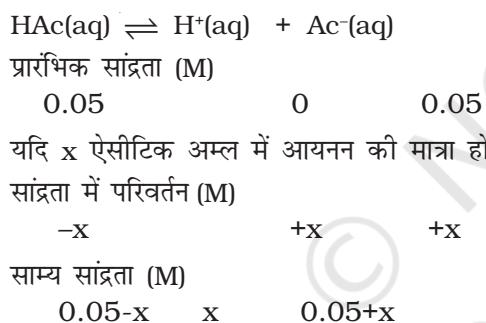 HAc(aq) ⇌ H⁺(aq) + Ac⁻(aq)
प्रारंभिक सांद्रता (M)
0.05 0 0.05
यदि x ऐसीटिक अम्ल में आयनन की मात्रा हो
सांद्रता में परिवर्तन (M)
–x +x +x
साम्य सांद्रता (M)
0.05-x x 0.05+x